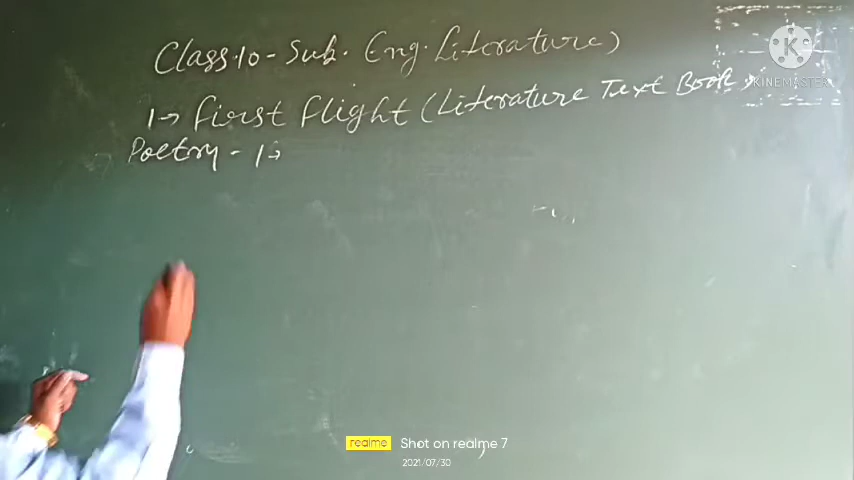 Class.10 - Sub. Eng. Literature)
1→ First flight (Literature Text Book)
Poetry - 1→
KINEMASTER
realme Shot on realme 7
2021/07/30